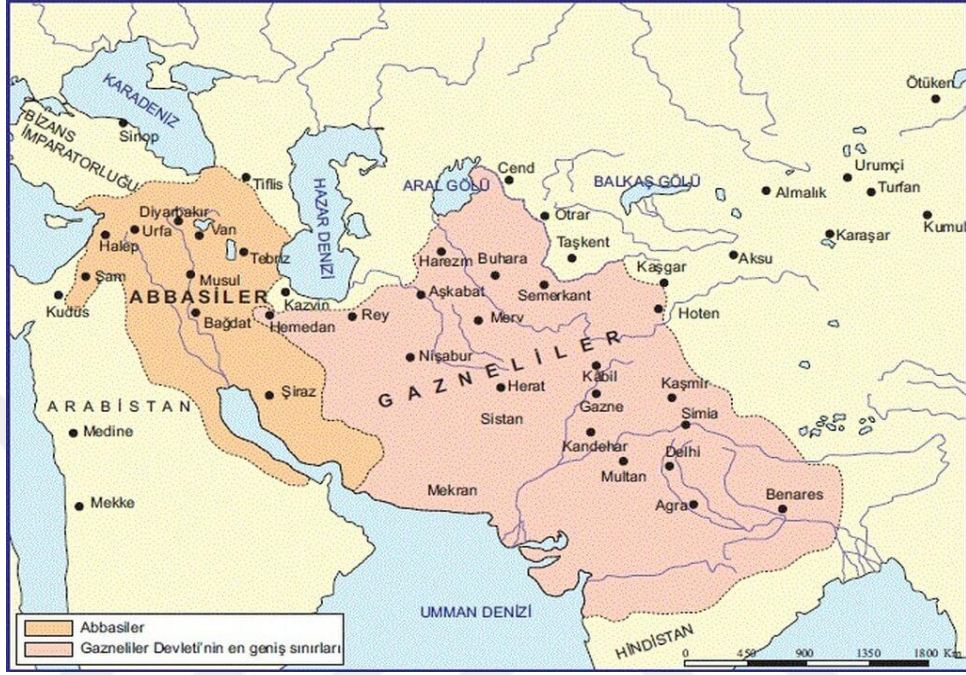 KARADENİZ
BİZANS
İMPARATORLUĞU
Sinop
Tiflis
HAZAR DENİZİ
ARAL GÖLÜ
Cend
BALKAŞ GÖLÜ
Ötüken
Urumçi
Almalık
Turfan
Kumul
Karaşar
Otrar
Taşkent
Aksu
Diyarbakır
Urfa
Van
Halep
Tebriz
Harezm
Buhara
Kaşgar
Şam
Musul
ABBASİLER
Kazvin
Aşkabat
Semerkant
Kudüs
Bağdat
Hemedan
Rey
Merv
Hoten
Nişabur
GAZNELİLER
Kabil
Herat
Kaşmir
Şiraz
Gazne
ARABİSTAN
Sistan
Simia
Medine
Kandehar
Delhi
Multan
Mekran
Benares
Mekke
Agra
UMMAN DENİZİ
HİNDİSTAN
Abbasiler
Gazneliler Devleti'nin en geniş sınırları
0 450 900 1350 1800 Km